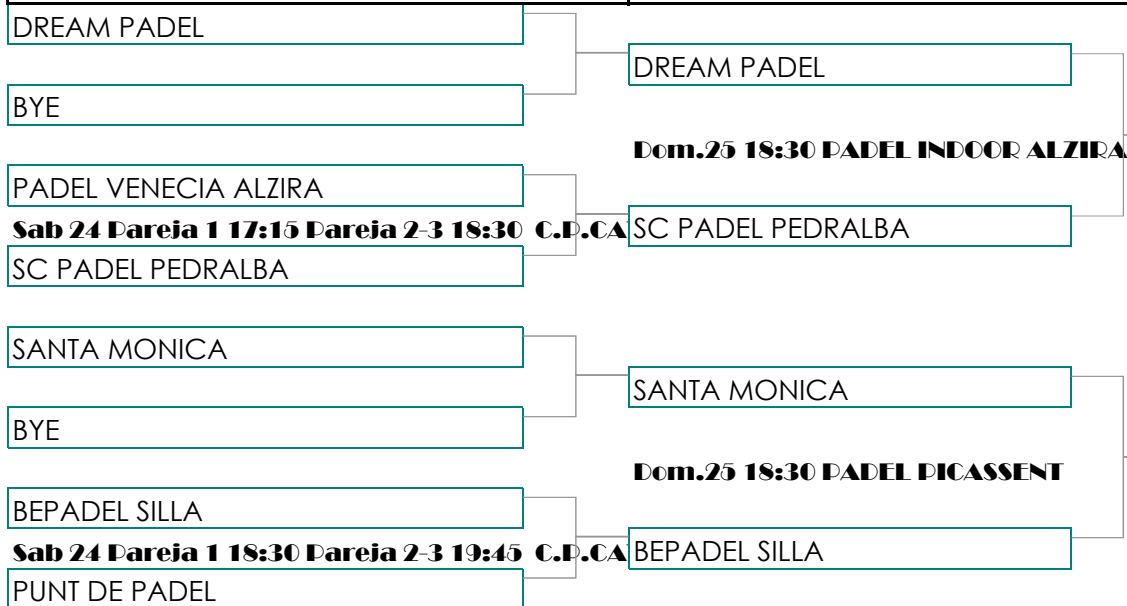 DREAM PADEL
BYE
PADEL VENECIA ALZIRA
Sab 24 Pareja 1 17:15 Pareja 2-3 18:30 C.P.CA
SC PADEL PEDRALBA
SANTA MONICA
BYE
BEPADEL SILLA
Sab 24 Pareja 1 18:30 Pareja 2-3 19:45 C.P.CA
PUNT DE PADEL
DREAM PADEL
Dom.25 18:30 PADEL INDOOR ALZIRA
SC PADEL PEDRALBA
SANTA MONICA
Dom.25 18:30 PADEL PICASSENT
BEPADEL SILLA